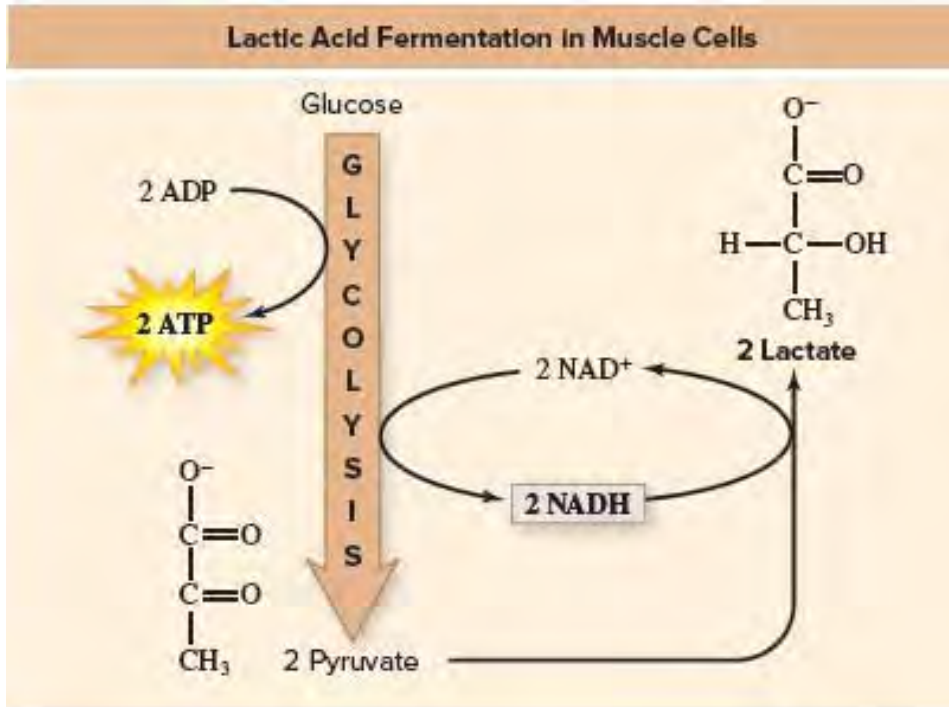 Lactic Acid Fermentation in Muscle Cells
Glucose
2 ADP
2 ATP
G
L
Y
C
O
L
Y
S
I
S
O⁻
C=O
H—C—OH
CH₃
2 Lactate
2 NAD⁺
2 NADH
O⁻
C=O
C=O
CH₃
2 Pyruvate